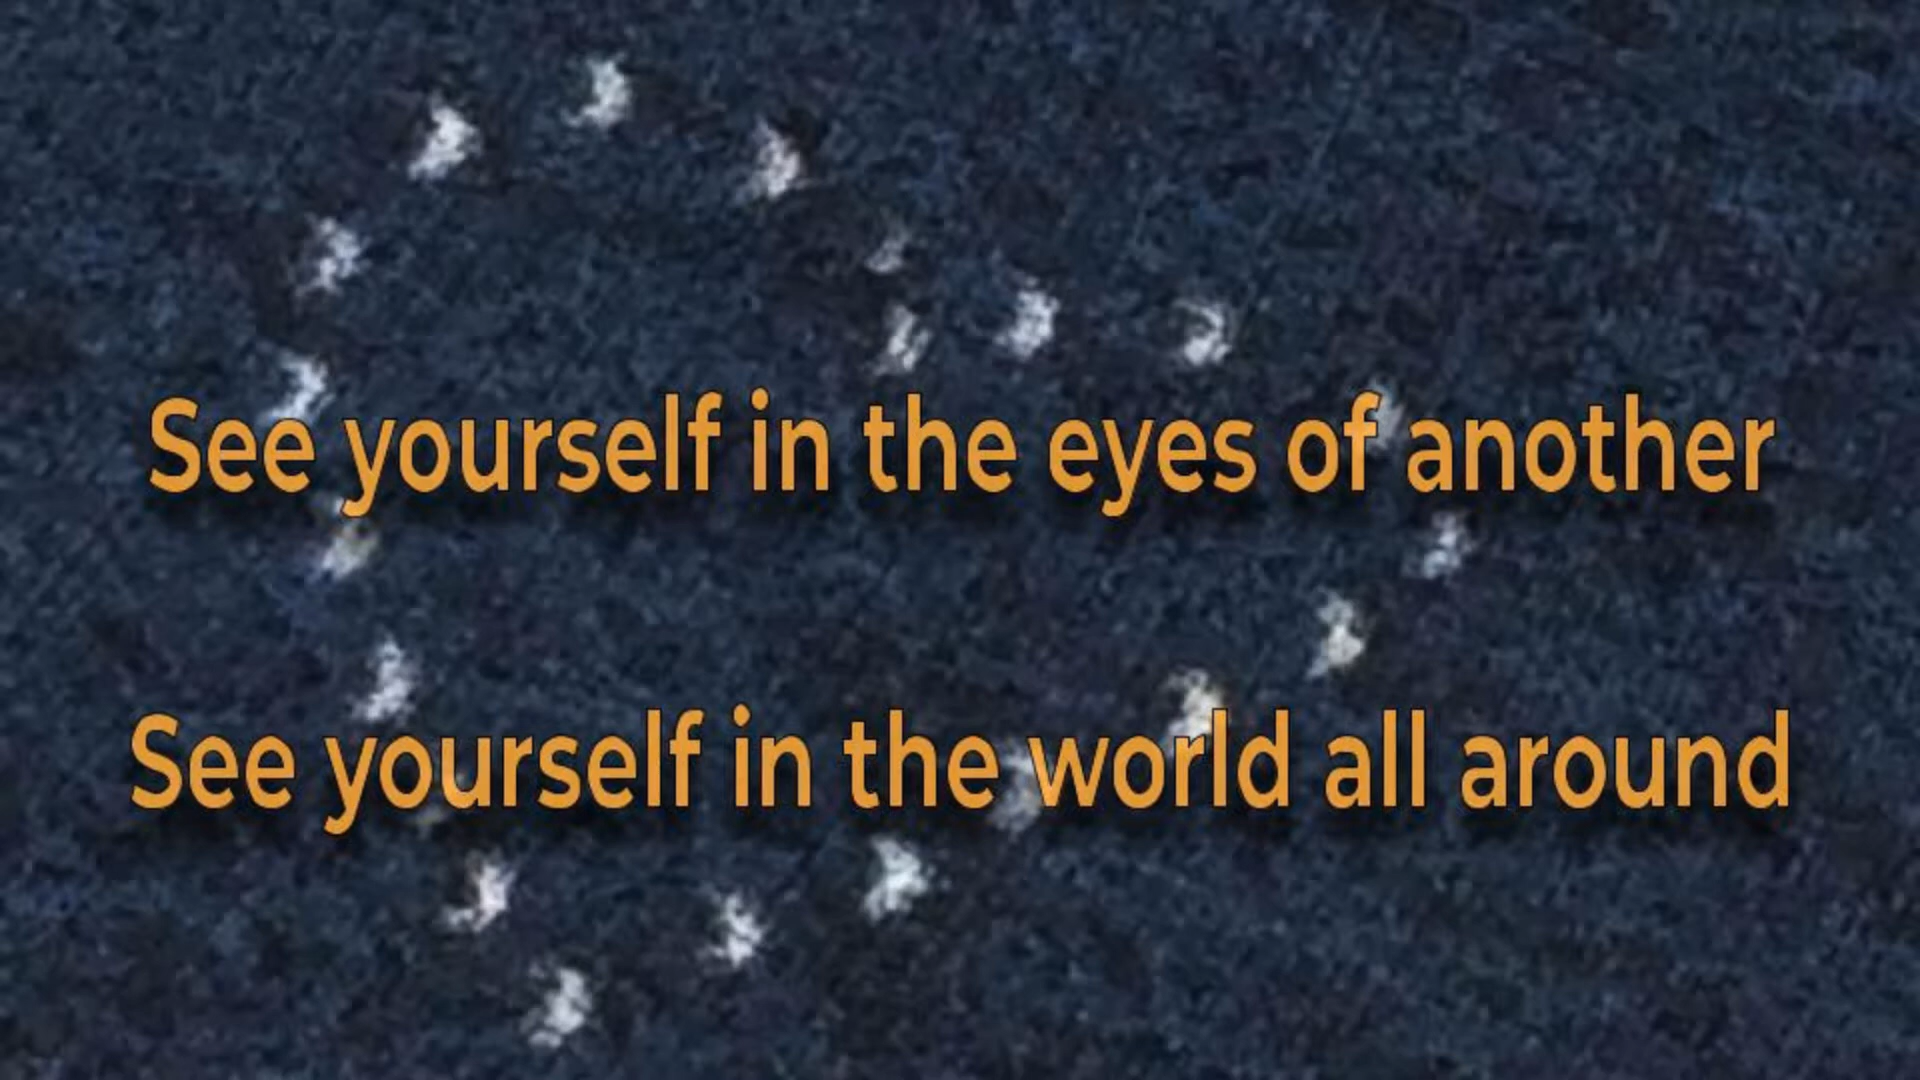 See yourself in the eyes of another
See yourself in the world all around